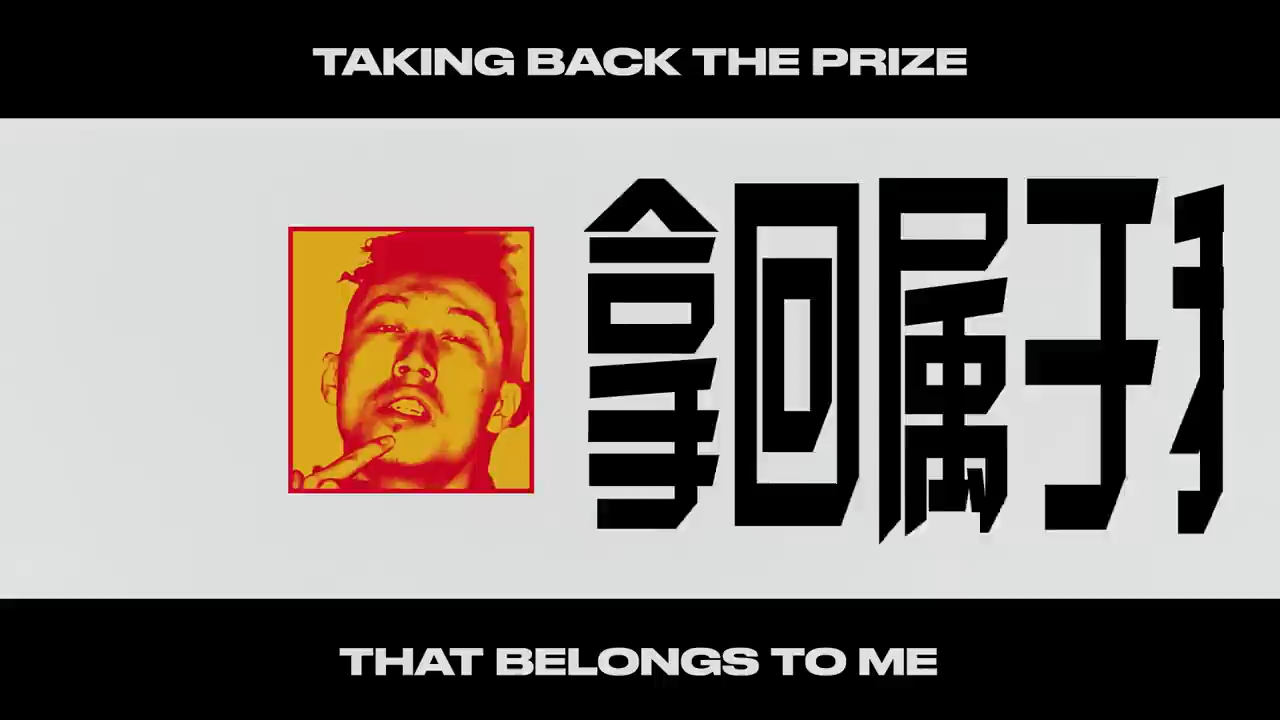 TAKING BACK THE PRIZE
拿回属于
THAT BELONGS TO ME